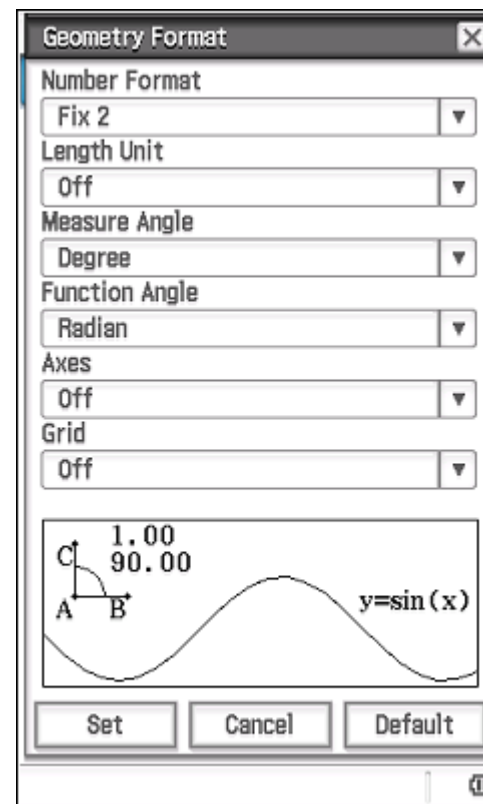 Geometry Format
Number Format
Fix 2
Length Unit
Off
Measure Angle
Degree
Function Angle
Radian
Axes
Off
Grid
Off
1.00
C 90.00
A B y=sin(x)
Set Cancel Default